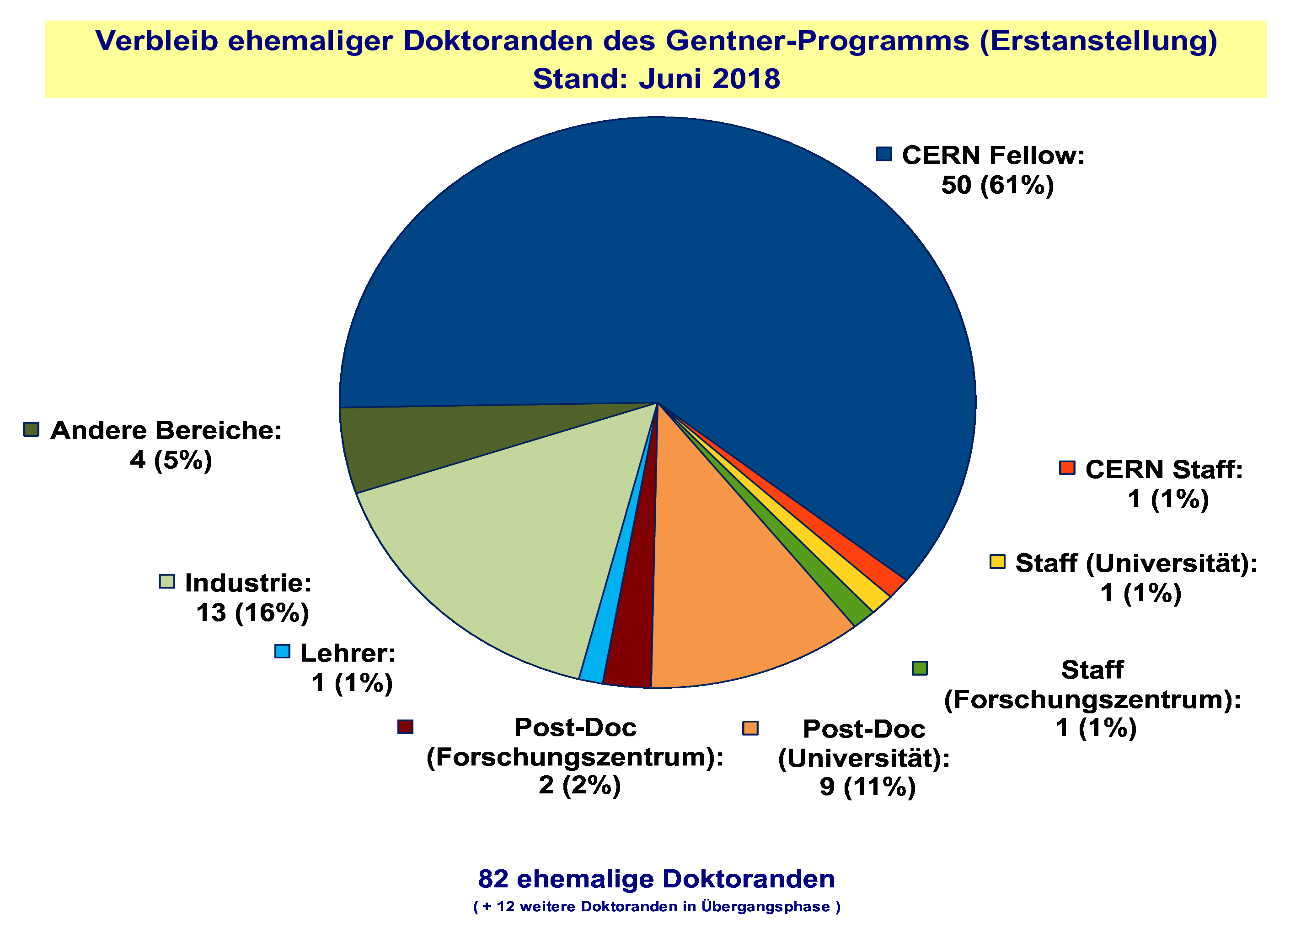 Verbleib ehemaliger Doktoranden des Gentner-Programms (Erstanstellung)
Stand: Juni 2018
CERN Fellow:
50 (61%)
CERN Staff:
1 (1%)
Staff (Universität):
1 (1%)
Staff
(Forschungszentrum):
1 (1%)
Post-Doc
(Universität):
9 (11%)
Post-Doc
(Forschungszentrum):
2 (2%)
Lehrer:
1 (1%)
Industrie:
13 (16%)
Andere Bereiche:
4 (5%)
82 ehemalige Doktoranden
( + 12 weitere Doktoranden in Übergangsphase )